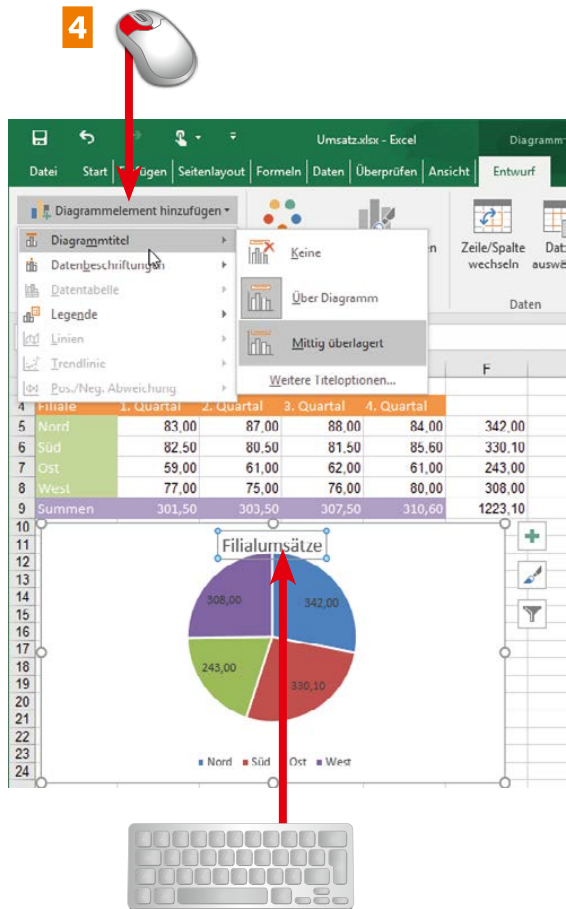 4
Umsatz.xlsx - Excel
Diagramm
Datei Start Einfügen Seitenlayout Formeln Daten Überprüfen Ansicht Entwurf
Diagrammelement hinzufügen
Diagrammtitel
Datenbeschriftungen
Datentabelle
Legende
Linien
Trendlinie
Pos./Neg. Abweichung
Keine
Über Diagramm
Mittig überlagert
Weitere Titeloptionen...
Zeile/Spalte
wechseln
Daten
F
4 Filiale 1. Quartal 2. Quartal 3. Quartal 4. Quartal
5 Nord 83,00 87,00 88,00 84,00 342,00
6 Süd 82,50 80,50 81,50 85,60 330,10
7 Ost 59,00 61,00 62,00 61,00 243,00
8 West 77,00 75,00 76,00 80,00 308,00
9 Summen 301,50 303,50 307,50 310,60 1223,10
10
11
12
13
14
15
16
17
18
19
20
21
22
23
24
Filialumsätze
308,00 342,00
243,00 330,10
Nord Süd Ost West